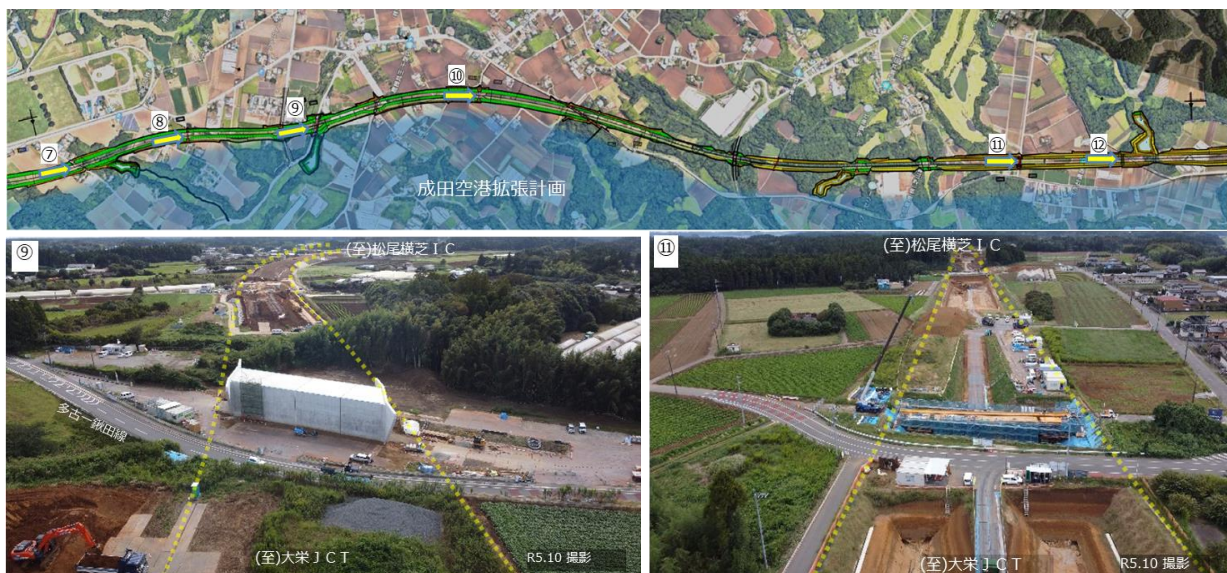 ⑦
⑧
⑨
⑩
⑪
⑫
成田空港拡張計画
⑨
(至)松尾横芝ＩＣ
多古－鉾田線
(至)大栄ＪＣＴ
R5.10 撮影
⑪
(至)松尾横芝ＩＣ
(至)大栄ＪＣＴ
R5.10 撮影